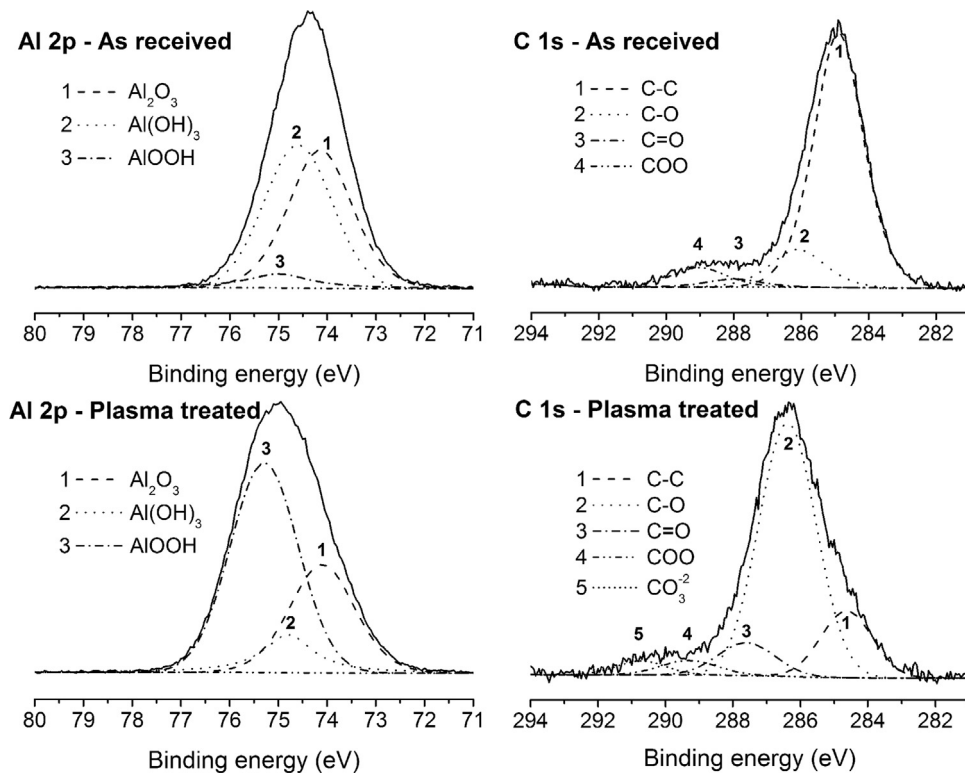 Al 2p - As received
1 Al₂O₃
2 Al(OH)₃
3 AlOOH
2
1
3
80 79 78 77 76 75 74 73 72 71
Binding energy (eV)
C 1s - As received
1 C-C
2 C-O
3 C=O
4 COO
1
2
4
3
294 292 290 288 286 284 282
Binding energy (eV)
Al 2p - Plasma treated
1 Al₂O₃
2 Al(OH)₃
3 AlOOH
3
1
2
80 79 78 77 76 75 74 73 72 71
Binding energy (eV)
C 1s - Plasma treated
1 C-C
2 C-O
3 C=O
4 COO
5 CO₃⁻²
2
1
3
5
4
294 292 290 288 286 284 282
Binding energy (eV)